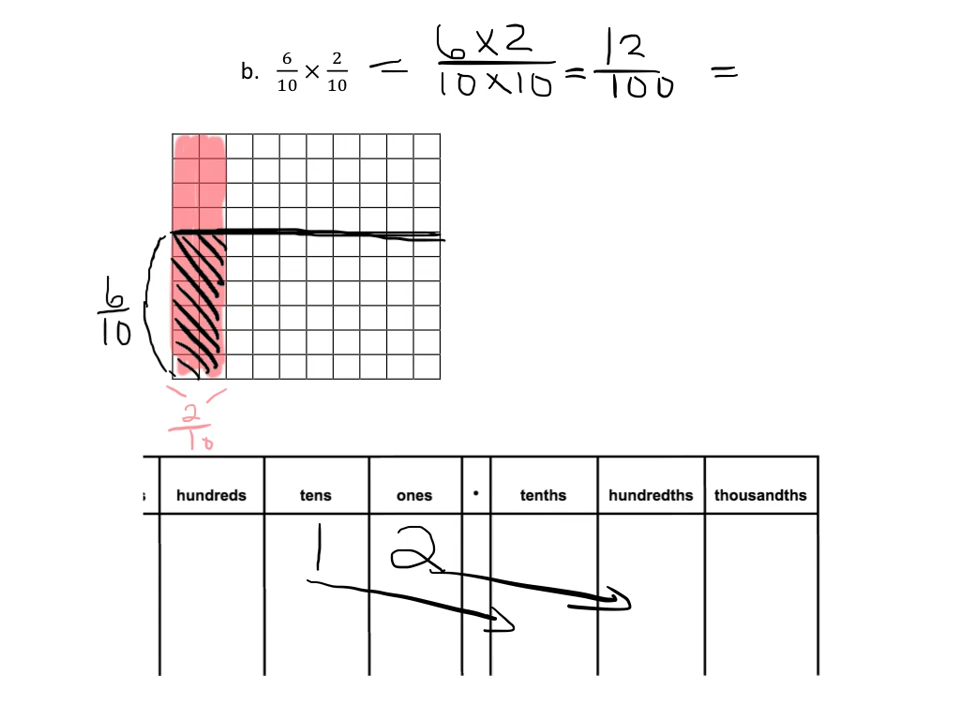 b. 6/10 × 2/10 = 6×2/10×10 = 12/100 =
6/10
2/10
s hundreds tens ones • tenths hundredths thousandths
1 2